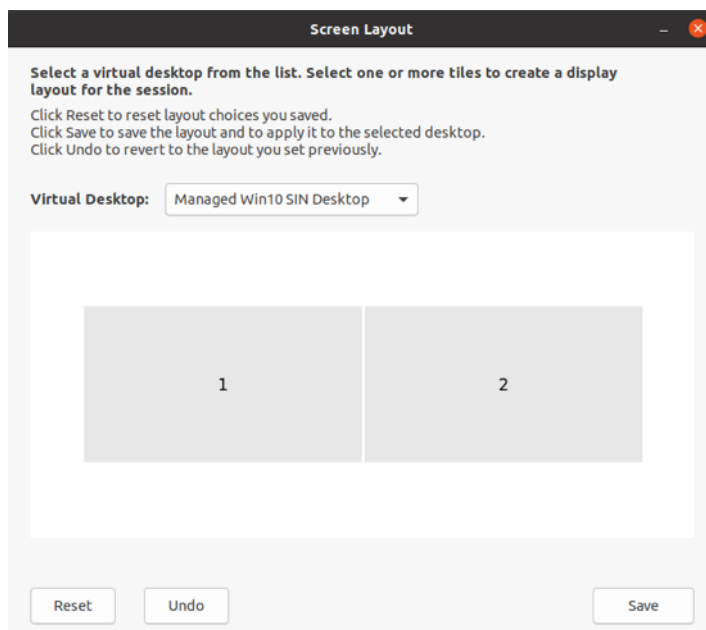 Screen Layout
Select a virtual desktop from the list. Select one or more tiles to create a display
layout for the session.
Click Reset to reset layout choices you saved.
Click Save to save the layout and to apply it to the selected desktop.
Click Undo to revert to the layout you set previously.
Virtual Desktop: Managed Win10 SIN Desktop
1 2
Reset Undo Save